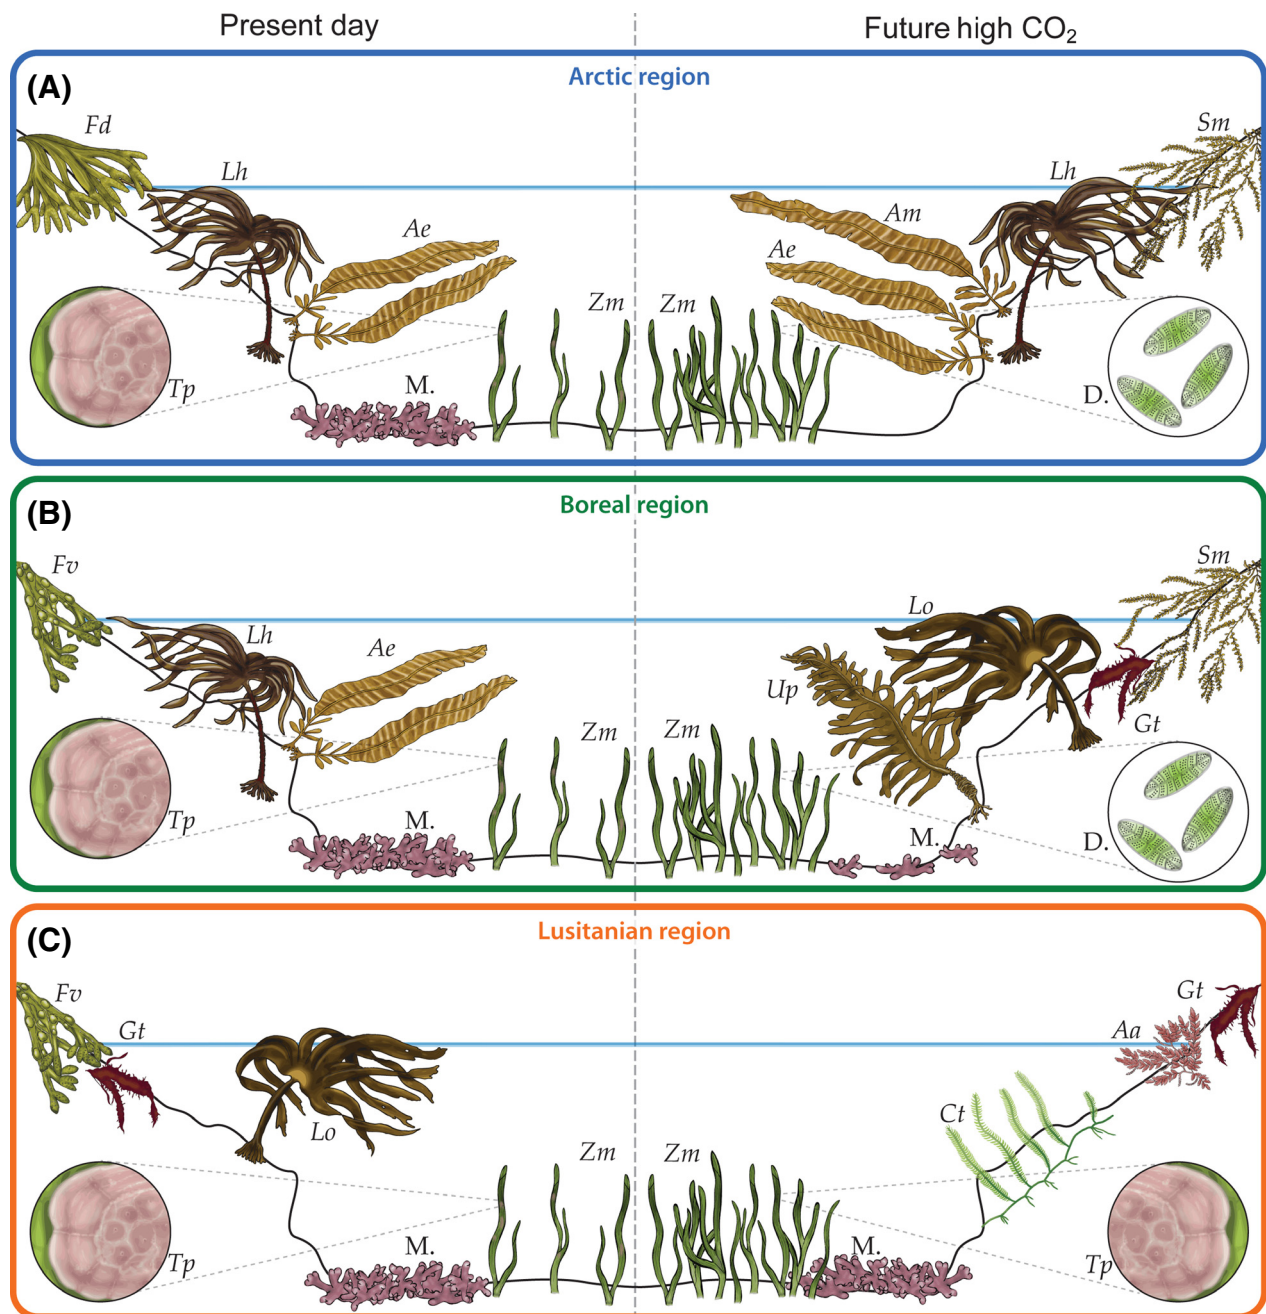 Present day
Future high CO₂
(A)
Arctic region
Fd
Lh
Ae
Tp
M.
Zm
Zm
Am
Ae
Lh
Sm
D.
(B)
Boreal region
Fv
Lh
Ae
Tp
M.
Zm
Zm
Up
Lo
Gt
Sm
M.
D.
(C)
Lusitanian region
Fv
Gt
Lo
Tp
M.
Zm
Zm
M.
Ct
Aa
Gt
Tp